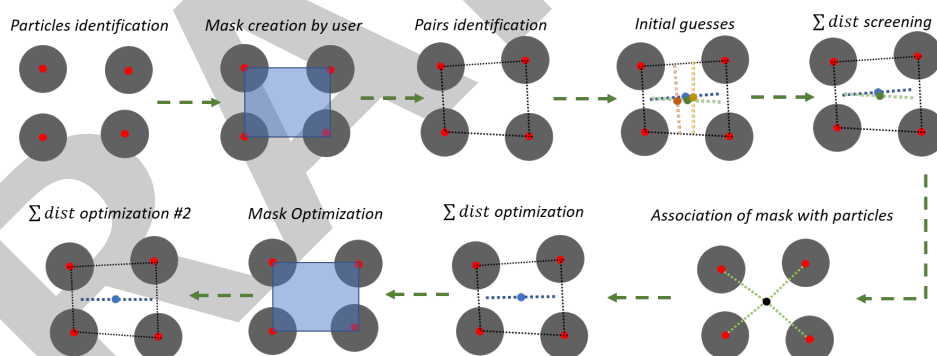 Particles identification
Mask creation by user
Pairs identification
Initial guesses
∑ dist screening
∑ dist optimization #2
Mask Optimization
∑ dist optimization
Association of mask with particles